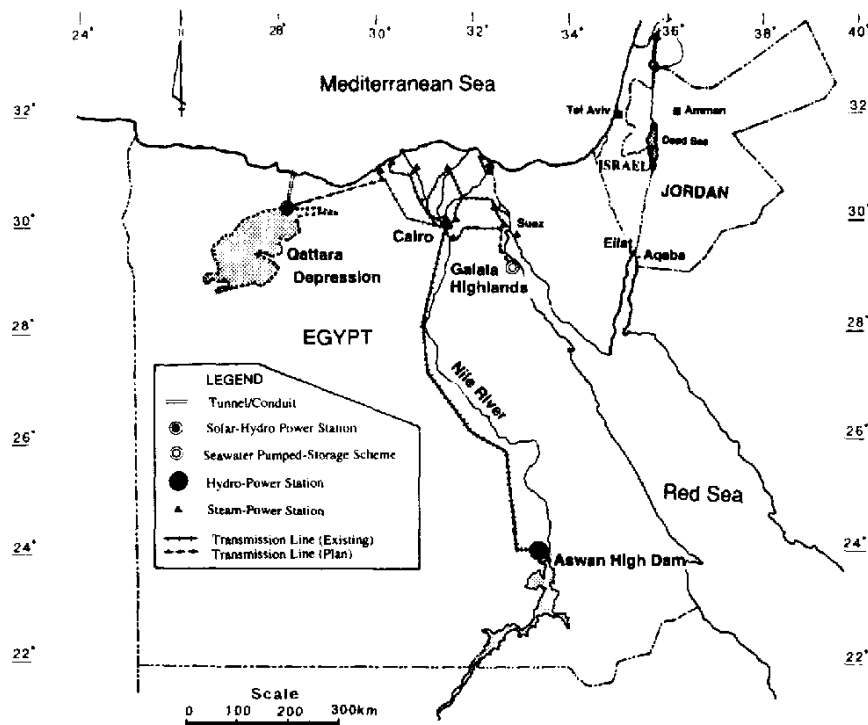 24° 30° 32° 34° 36° 40°
Mediterranean Sea
32° 32°
Tel Aviv Amman
Dead Sea
ISRAEL
JORDAN
30° 30°
Cairo Suez
Eilat Aqaba
Qattara
Depression
Galala
Highlands
28° 28°
EGYPT
LEGEND
Tunnel/Conduit
Solar-Hydro Power Station
Seawater Pumped-Storage Scheme
Hydro-Power Station
Steam-Power Station
Transmission Line (Existing)
Transmission Line (Plan)
Nile River
26° 26°
Red Sea
24° 24°
Aswan High Dam
22° 22°
Scale
0 100 200 300km